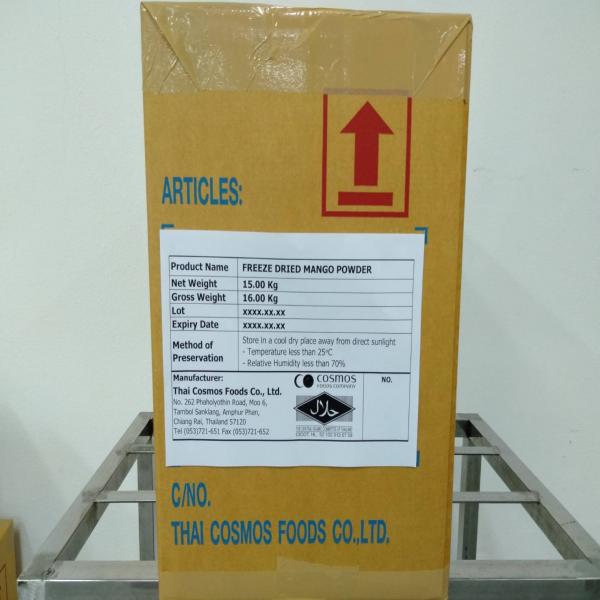 ARTICLES:
Product Name FREEZE DRIED MANGO POWDER
Net Weight 15.00 Kg
Gross Weight 16.00 Kg
Lot xxxx.xx.xx
Expiry Date xxxx.xx.xx
Method of Preservation
Store in a cool dry place away from direct sunlight
- Temperature less than 25°C
- Relative Humidity less than 70%
Manufacturer:
Thai Cosmos Foods Co., Ltd.
No. 262 Phaholyothin Road, Moo 6,
Tambol Sanklang, Amphur Phan,
Chiang Rai, Thailand 57120
Tel (053)721-651 Fax (053)721-652
COSMOS
FOODS COMPANY
حلال
NO.
C/NO.
THAI COSMOS FOODS CO.,LTD.